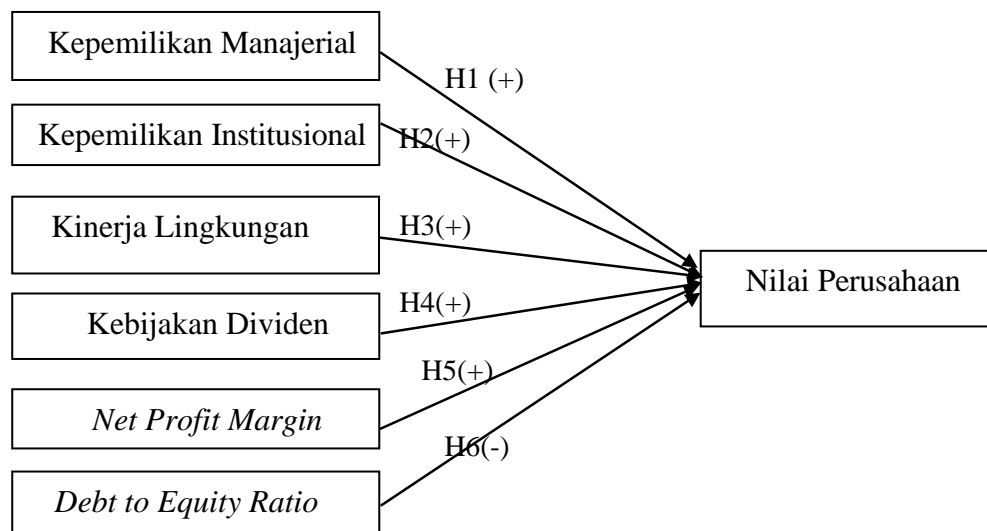 Kepemilikan Manajerial
H1 (+)
Kepemilikan Institusional
H2(+)
Kinerja Lingkungan
H3(+)
Nilai Perusahaan
Kebijakan Dividen
H4(+)
H5(+)
Net Profit Margin
H6(-)
Debt to Equity Ratio